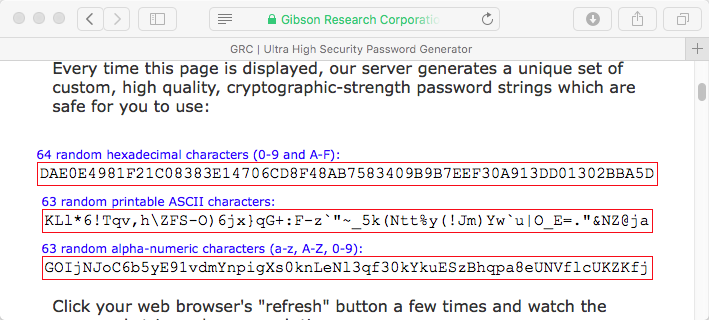 Gibson Research Corporatio
GRC | Ultra High Security Password Generator
Every time this page is displayed, our server generates a unique set of
custom, high quality, cryptographic-strength password strings which are
safe for you to use:
64 random hexadecimal characters (0-9 and A-F):
DAE0E4981F21C08383E14706CD8F48AB7583409B9B7EEF30A913DD01302BBA5D
63 random printable ASCII characters:
KLl*6!Tqv,h\ZFS-O)6jx}qG+:F-z`"~_5k(Ntt%y(!Jm)Yw`u|O_E=."&NZ@ja
63 random alpha-numeric characters (a-z, A-Z, 0-9):
GOIjNJoC6b5yE91vdmYnpigXs0knLeNl3qf30kYkuESzBhqpa8eUNVflcUKZKfj
Click your web browser's "refresh" button a few times and watch the